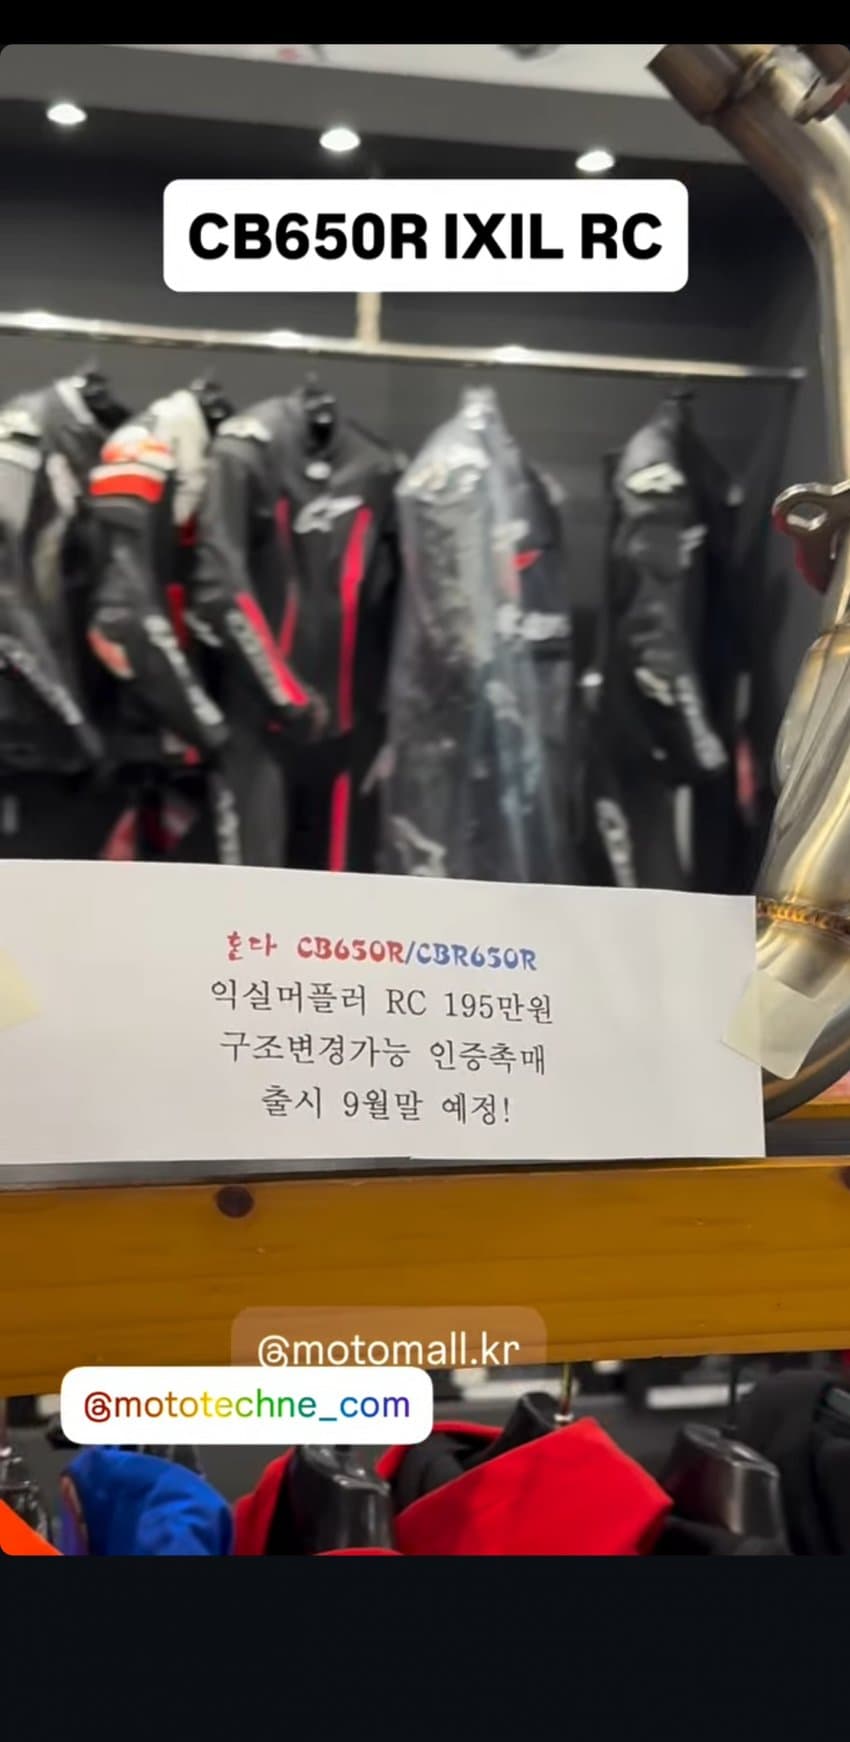 CB650R IXIL RC
혼다 CB650R/CBR650R
익실머플러 RC 195만원
구조변경가능 인증촉매
출시 9월말 예정!
@motomall.kr
@mototechne_com